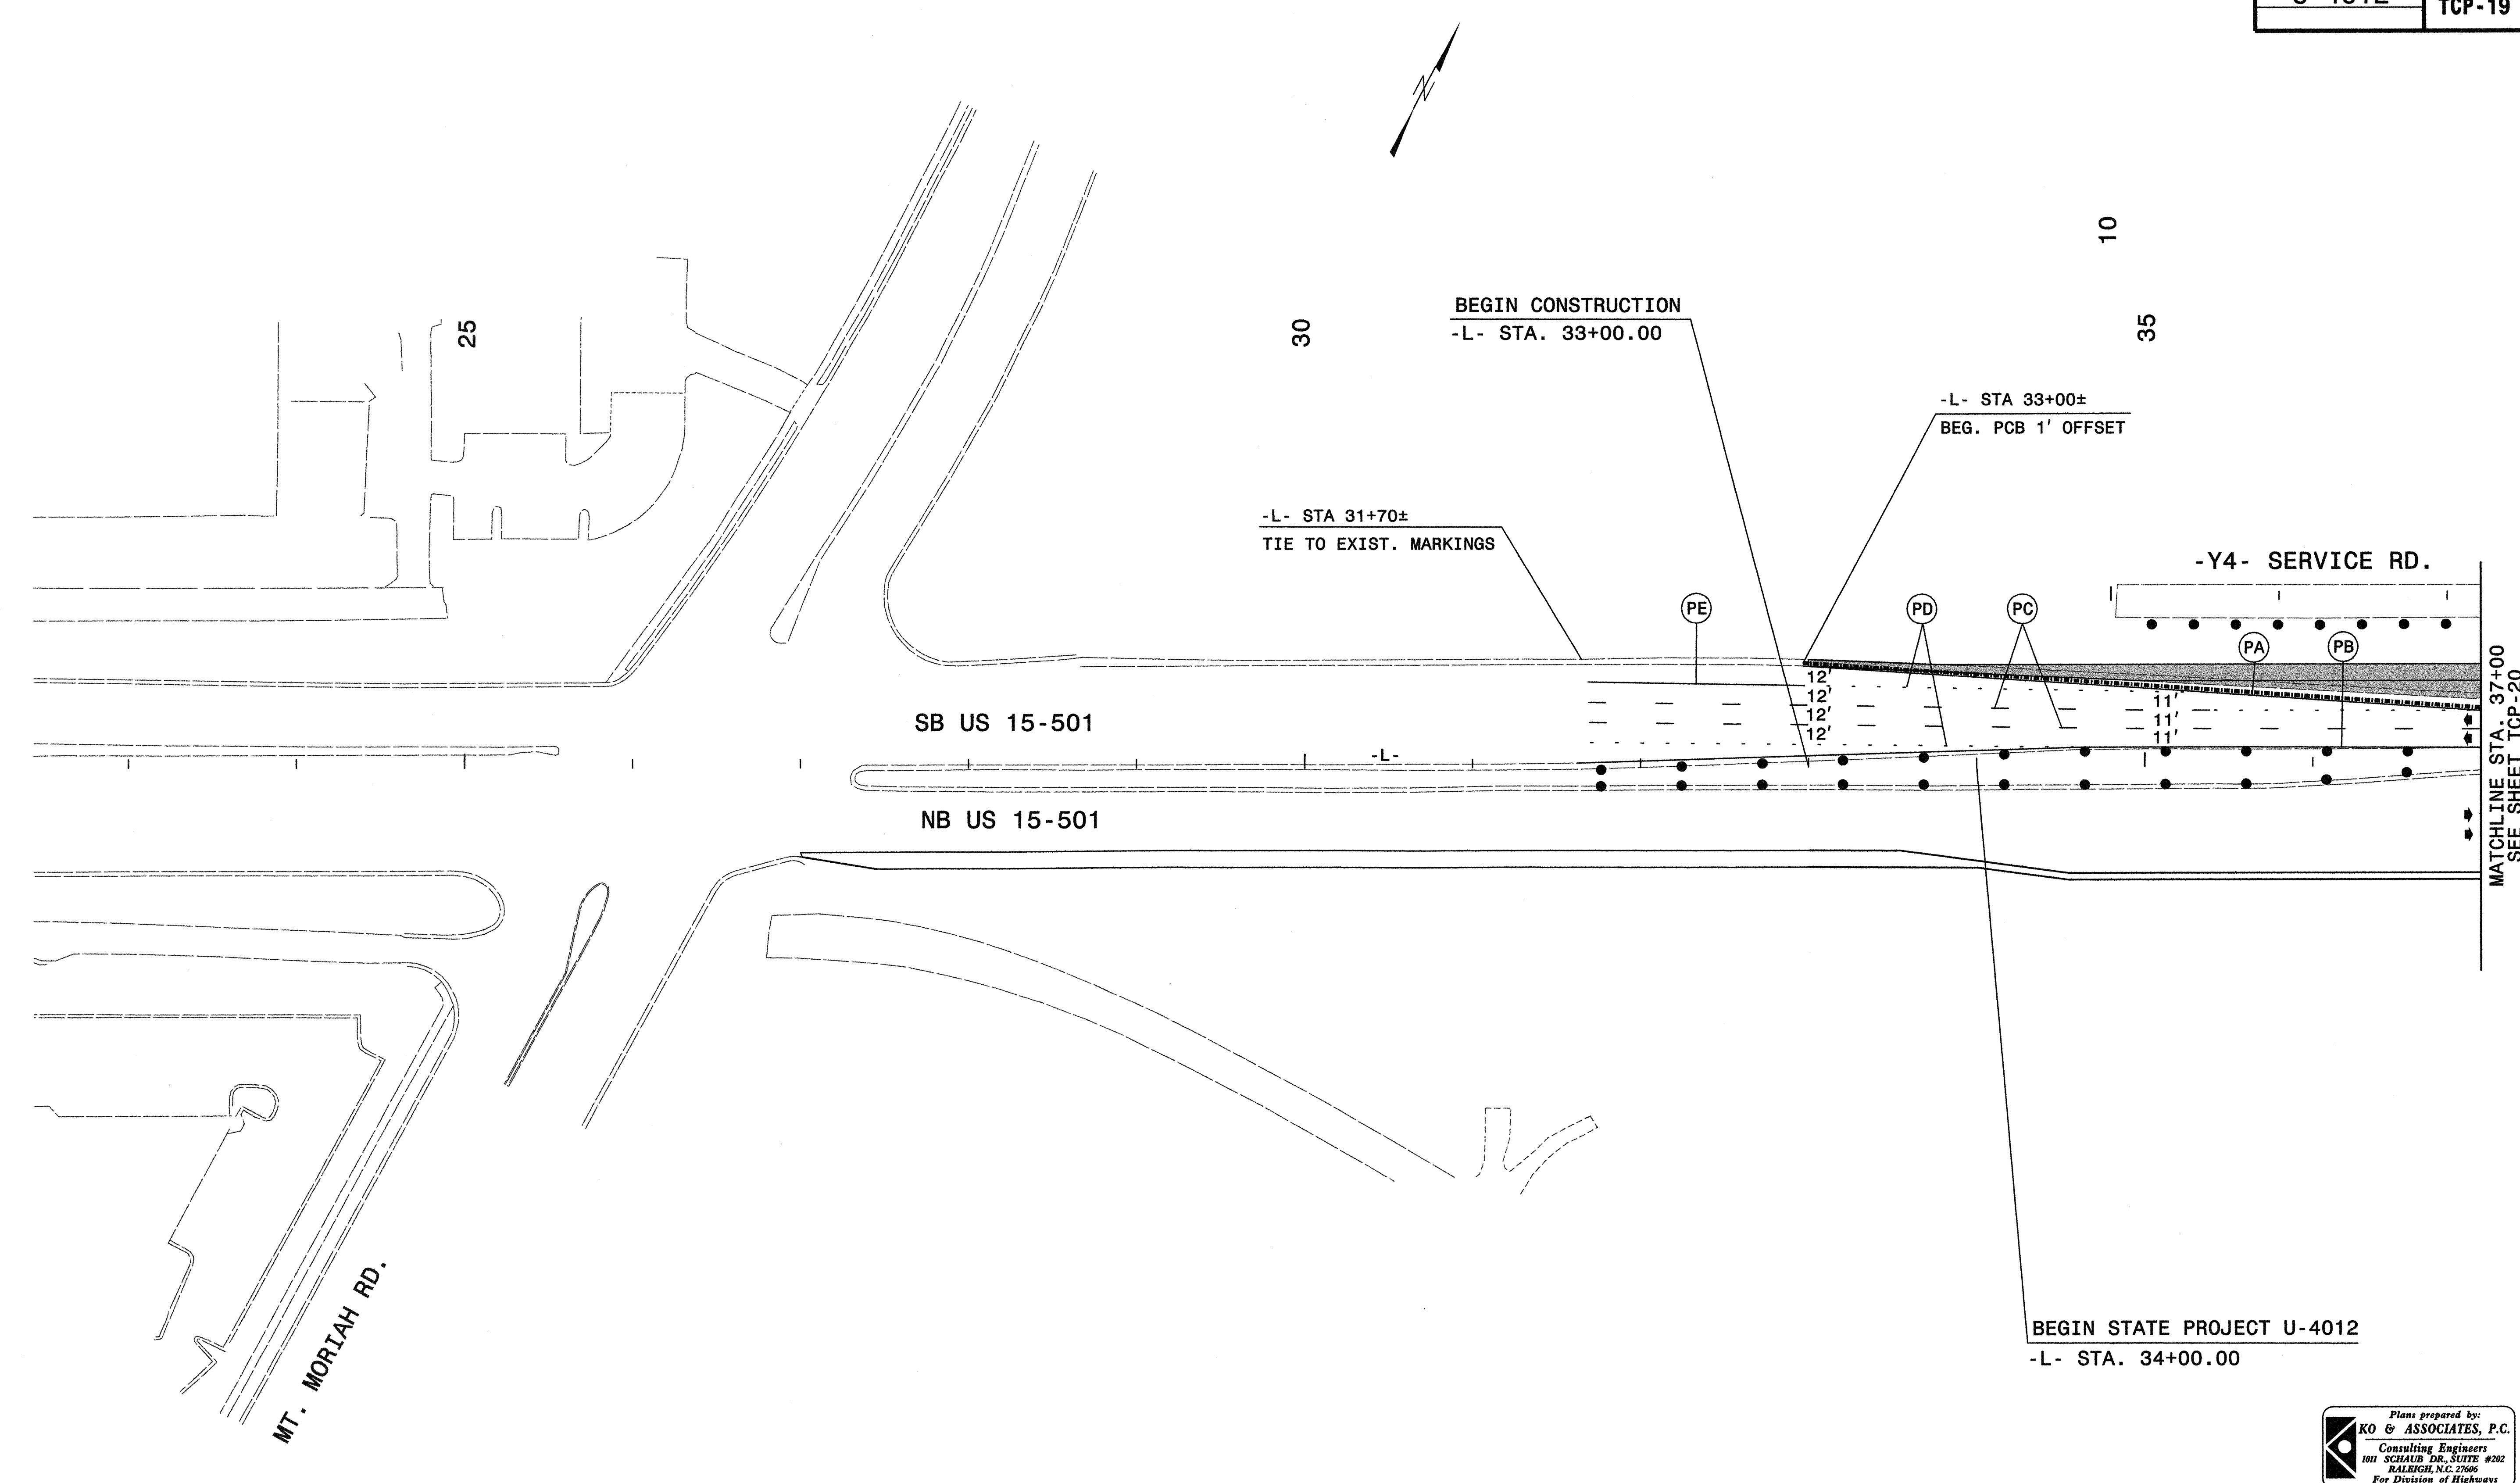 TCP-19
10
25
30
35
BEGIN CONSTRUCTION
-L- STA. 33+00.00
-L- STA 33+00±
BEG. PCB 1' OFFSET
-L- STA 31+70±
TIE TO EXIST. MARKINGS
-Y4- SERVICE RD.
PE
PD
PC
PA
PB
12'
12'
12'
12'
11'
11'
11'
SB US 15-501
-L-
NB US 15-501
MATCHLINE STA. 37+00
SEE SHEET TCP-20
MT. MORIAH RD.
BEGIN STATE PROJECT U-4012
-L- STA. 34+00.00
N
Plans prepared by:
KO & ASSOCIATES, P.C.
Consulting Engineers
1011 SCHAUB DR., SUITE #202
RALEIGH, N.C. 27606
For Division of Highways